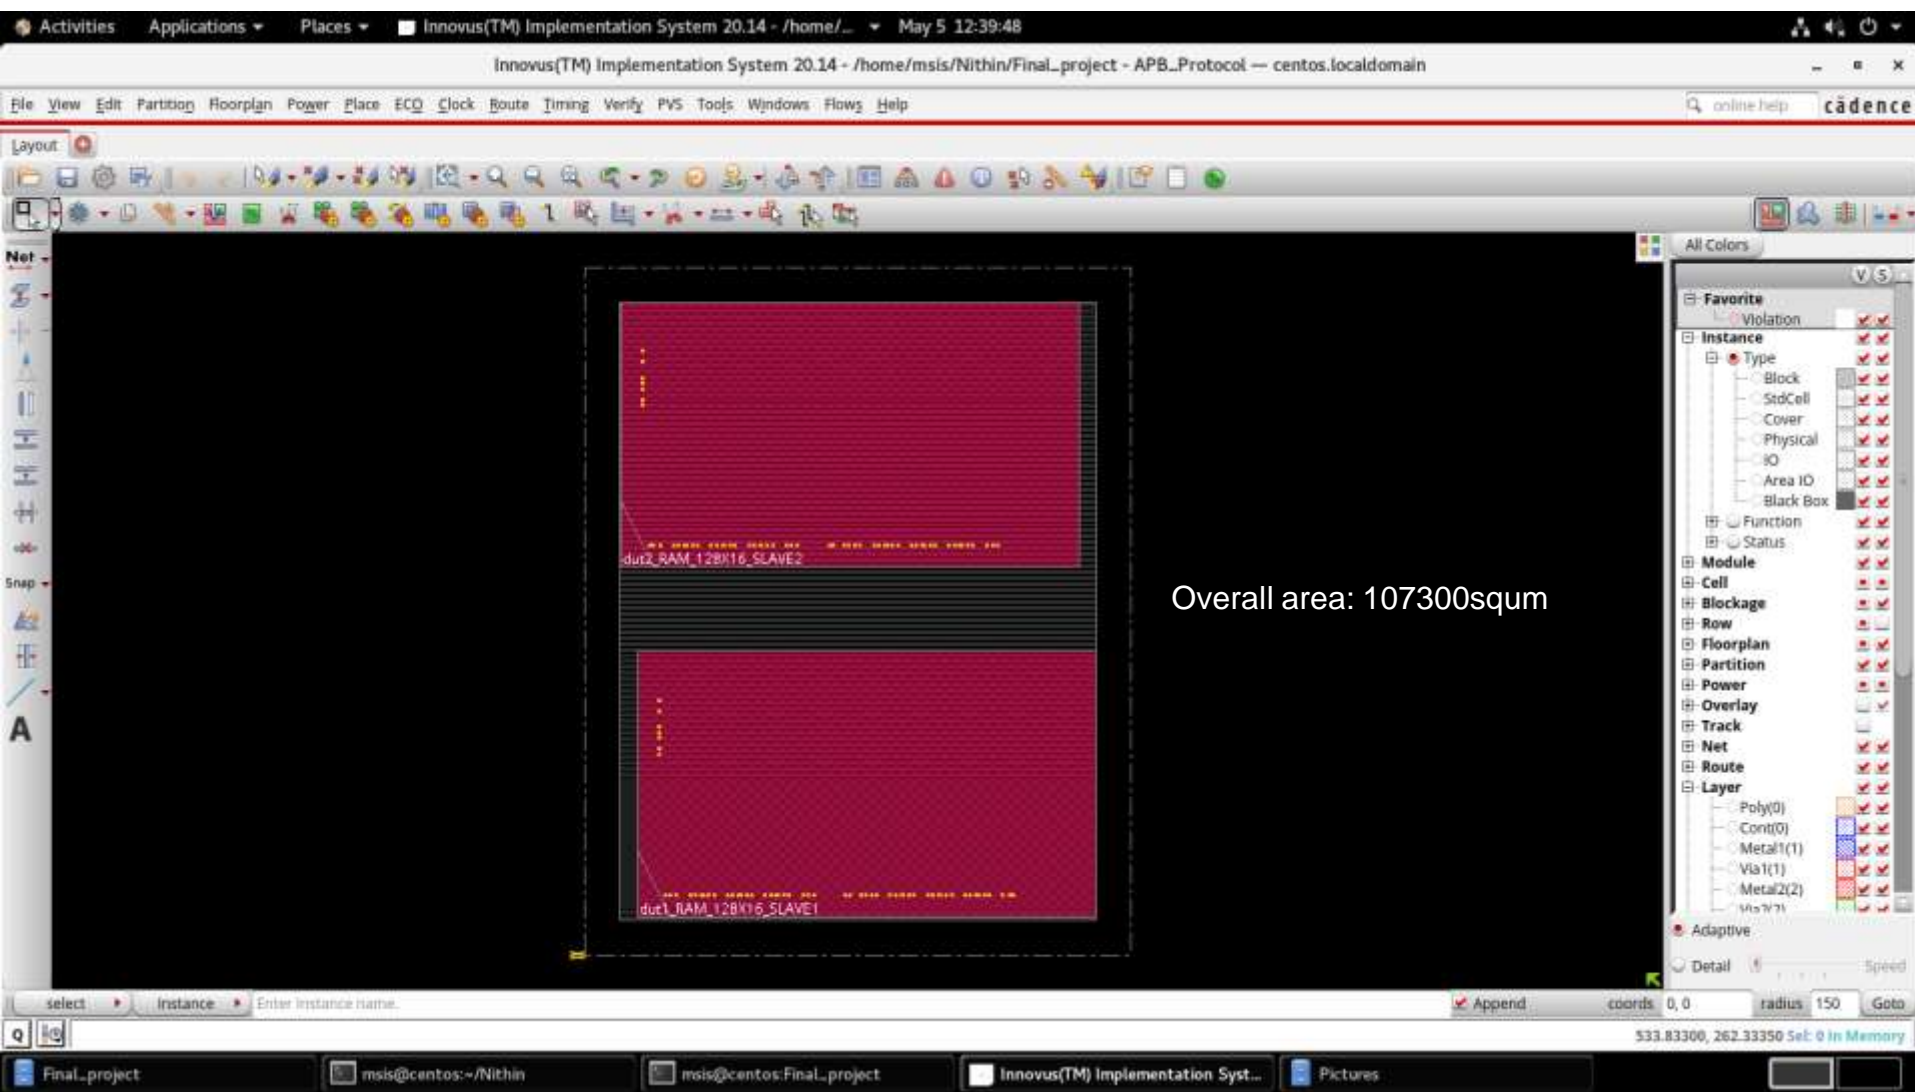 Activities Applications Places Innovus(TM) Implementation System 20.14 - /home/... May 5 12:39:48
Innovus(TM) Implementation System 20.14 - /home/msis/Nithin/Final_project - APB_Protocol — centos.localdomain
File View Edit Partition Floorplan Power Place ECO Clock Route Timing Verify PVS Tools Windows Flows Help
online help cādence
Layout
All Colors
Net
V S
Favorite
Violation
Instance
Type
Block
StdCell
Cover
Physical
IO
Area IO
Black Box
Function
Status
dut2_RAM_128X16_SLAVE2
Module
Snap
Cell
Overall area: 107300squm
Blockage
Row
Floorplan
Partition
Power
Overlay
A
Track
Net
Route
Layer
Poly(0)
Cont(0)
Metal1(1)
Via1(1)
Metal2(2)
Via2(2)
dut1_RAM_128X16_SLAVE1
Adaptive
Detail Speed
select Instance Enter instance name. Append coords 0, 0 radius 150 Goto
Q
533.83300, 262.33350 Sel: 0 In Memory
Final_project msis@centos:~/Nithin msis@centos:Final_project Innovus(TM) Implementation Syst... Pictures